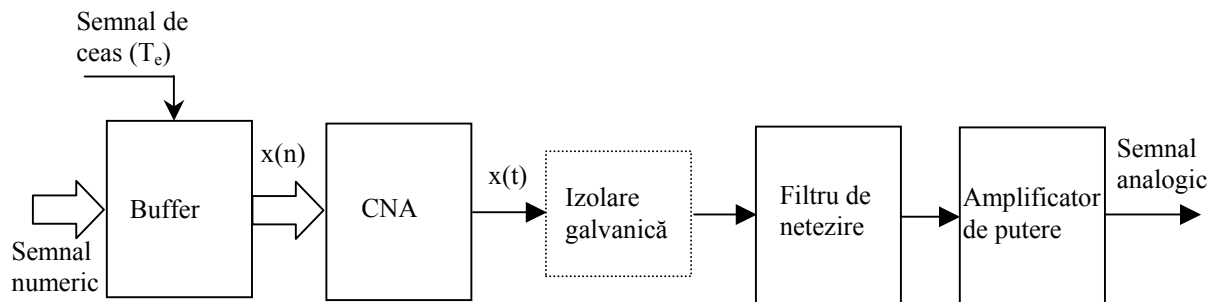 Semnal de
ceas (Te)
Semnal
numeric
Buffer
x(n)
CNA
x(t)
Izolare
galvanică
Filtru de
netezire
Amplificator
de putere
Semnal
analogic